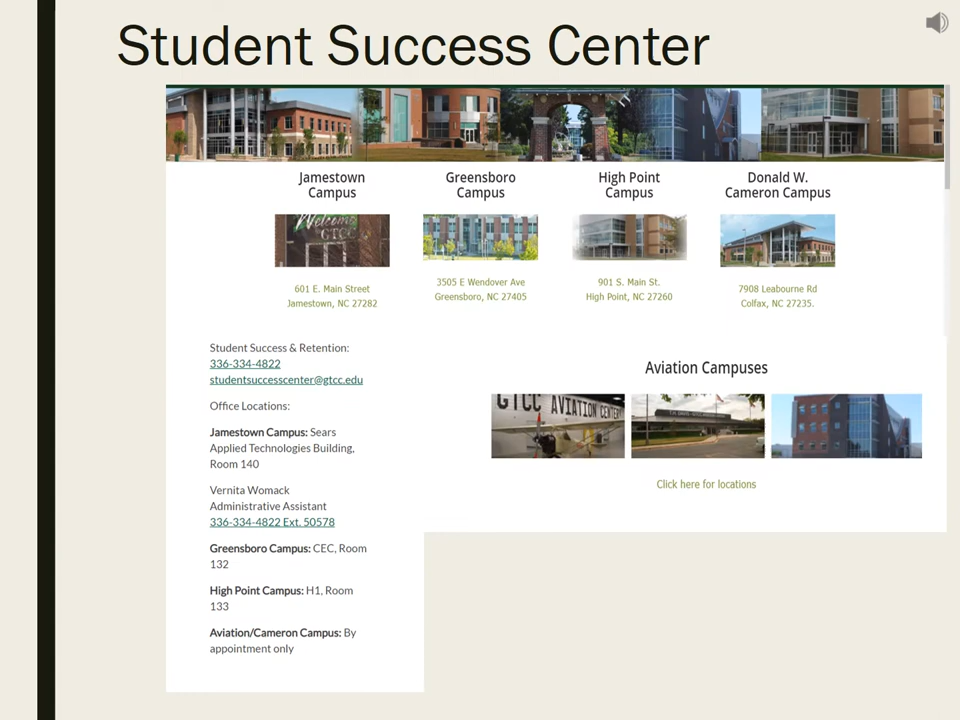 Student Success Center
Jamestown
Campus
Greensboro
Campus
High Point
Campus
Donald W.
Cameron Campus
Welcome
GTCC
601 E. Main Street
Jamestown, NC 27282
3505 E Wendover Ave
Greensboro, NC 27405
901 S. Main St.
High Point, NC 27260
7908 Leabourne Rd
Colfax, NC 27235.
Student Success & Retention:
336-334-4822
studentsuccesscenter@gtcc.edu
Office Locations:
Jamestown Campus: Sears
Applied Technologies Building,
Room 140
Vernita Womack
Administrative Assistant
336-334-4822 Ext. 50578
Greensboro Campus: CEC, Room
132
High Point Campus: H1, Room
133
Aviation/Cameron Campus: By
appointment only
Aviation Campuses
GTCC AVIATION CENTER
Click here for locations